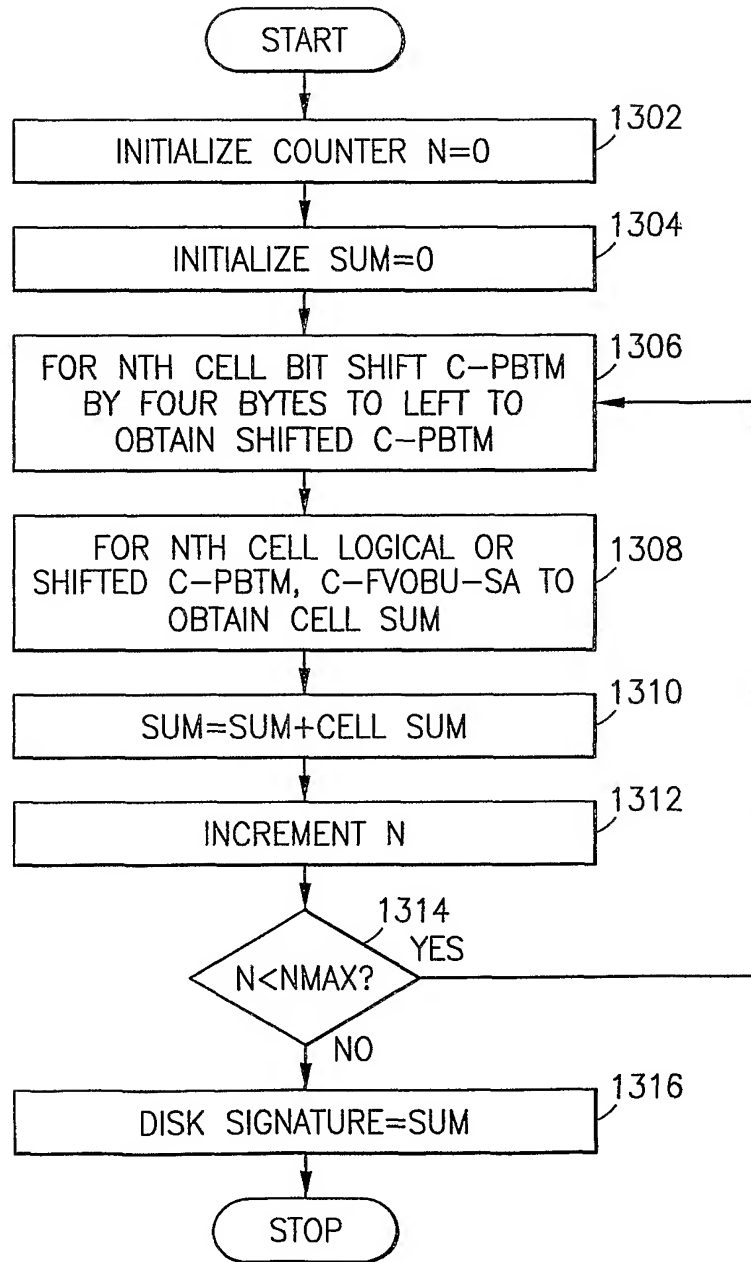 START
1302
INITIALIZE COUNTER N=0
1304
INITIALIZE SUM=0
1306
FOR NTH CELL BIT SHIFT C-PBTM
BY FOUR BYTES TO LEFT TO
OBTAIN SHIFTED C-PBTM
1308
FOR NTH CELL LOGICAL OR
SHIFTED C-PBTM, C-FVOBU-SA TO
OBTAIN CELL SUM
1310
SUM=SUM+CELL SUM
1312
INCREMENT N
1314
YES
N<NMAX?
NO
1316
DISK SIGNATURE=SUM
STOP